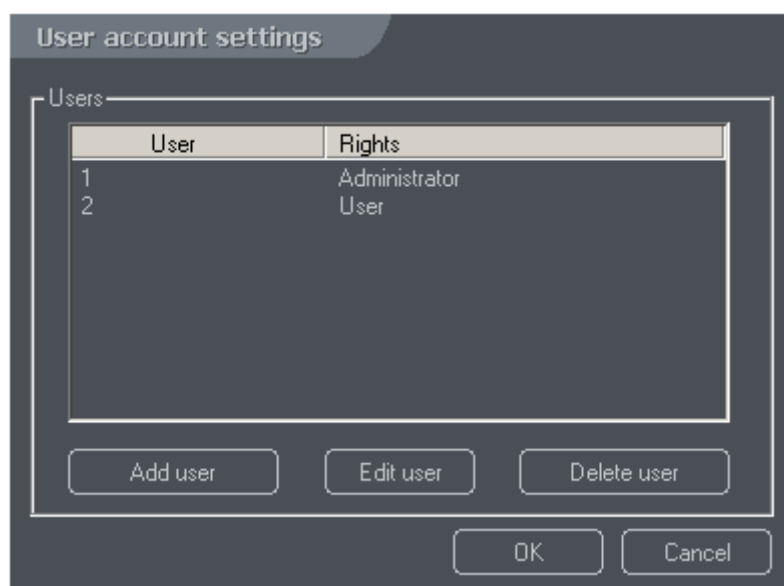 User account settings
Users
User Rights
1 Administrator
2 User
Add user Edit user Delete user
OK Cancel